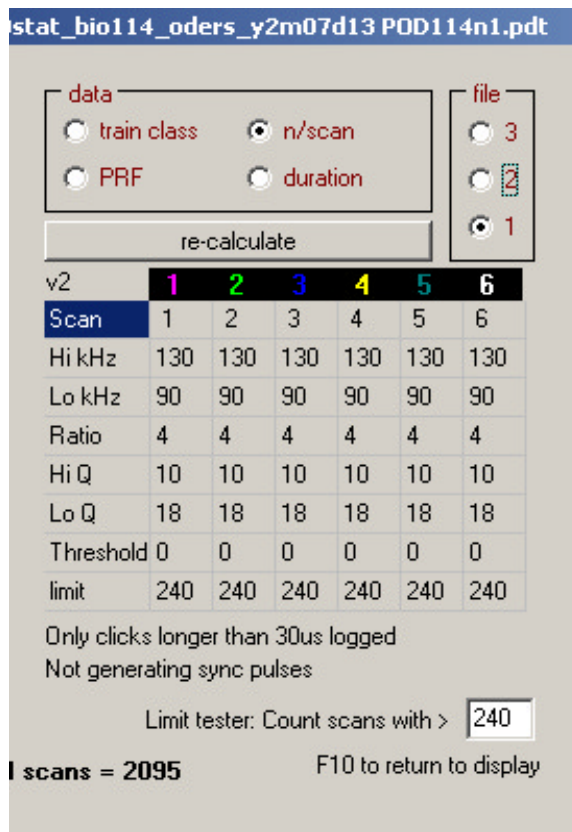 lstat_bio114_oders_y2m07d13 POD114n1.pdt
data
train class n/scan
PRF duration
file
3
2
1
re-calculate
v2 1 2 3 4 5 6
Scan 1 2 3 4 5 6
Hi kHz 130 130 130 130 130 130
Lo kHz 90 90 90 90 90 90
Ratio 4 4 4 4 4 4
Hi Q 10 10 10 10 10 10
Lo Q 18 18 18 18 18 18
Threshold 0 0 0 0 0 0
limit 240 240 240 240 240 240
Only clicks longer than 30us logged
Not generating sync pulses
Limit tester: Count scans with > 240
scans = 2095 F10 to return to display